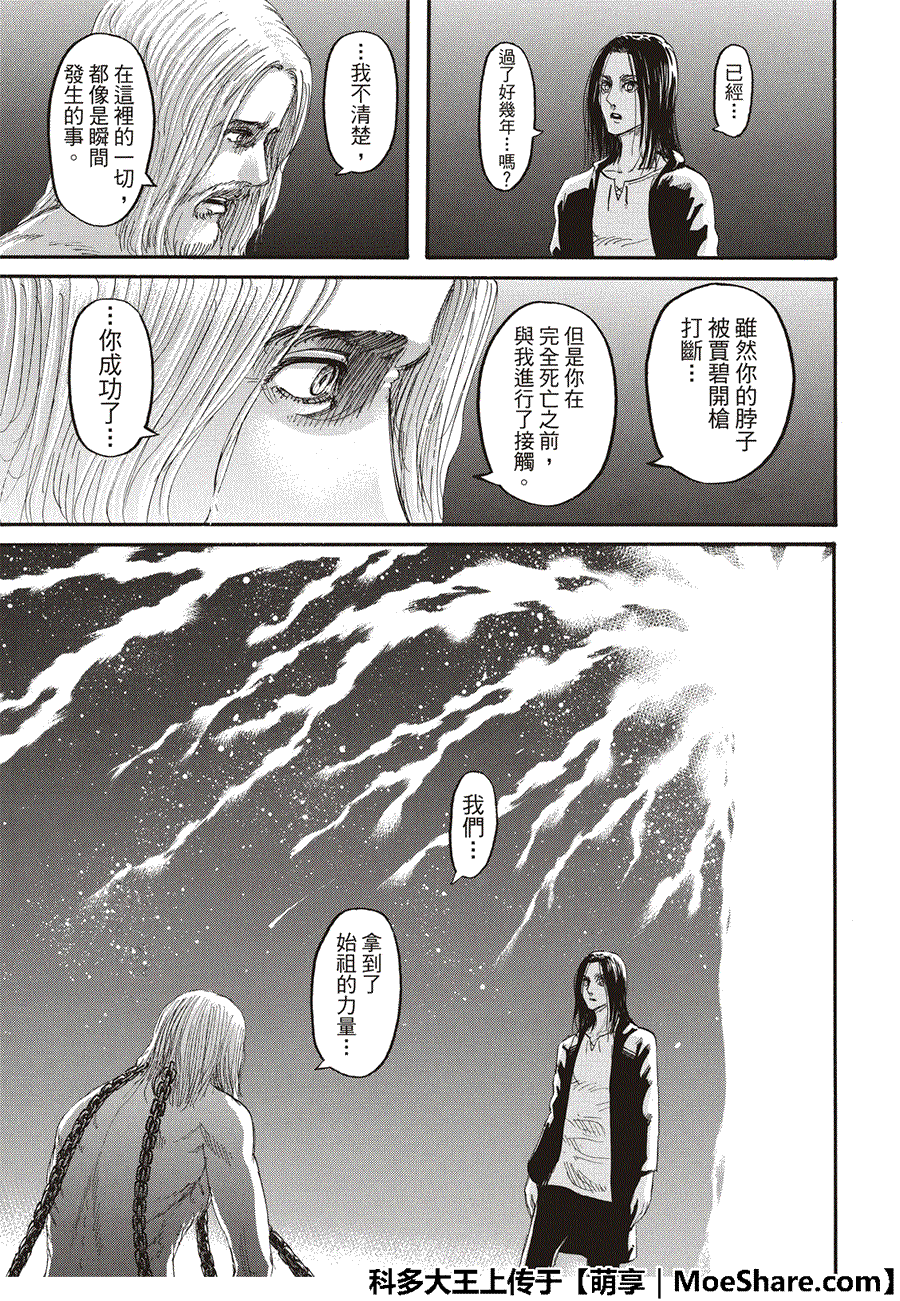 已經…
過了好幾年…嗎？
…我不清楚，
在這裡的一切，
都像是瞬間
發生的事。
雖然你的脖子
被賈碧開槍
打斷…
但是你在
完全死亡之前，
與我進行了接觸。
…你成功了…
我們…
拿到了
始祖的力量…
科多大王上传于【萌享｜MoeShare.com】